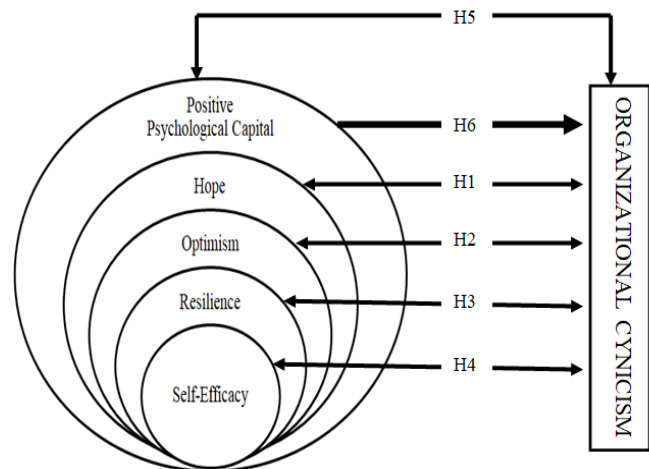 H5
Positive
Psychological Capital
H6
Hope
H1
Optimism
H2
Resilience
H3
Self-Efficacy
H4
ORGANIZATIONAL CYNICISM